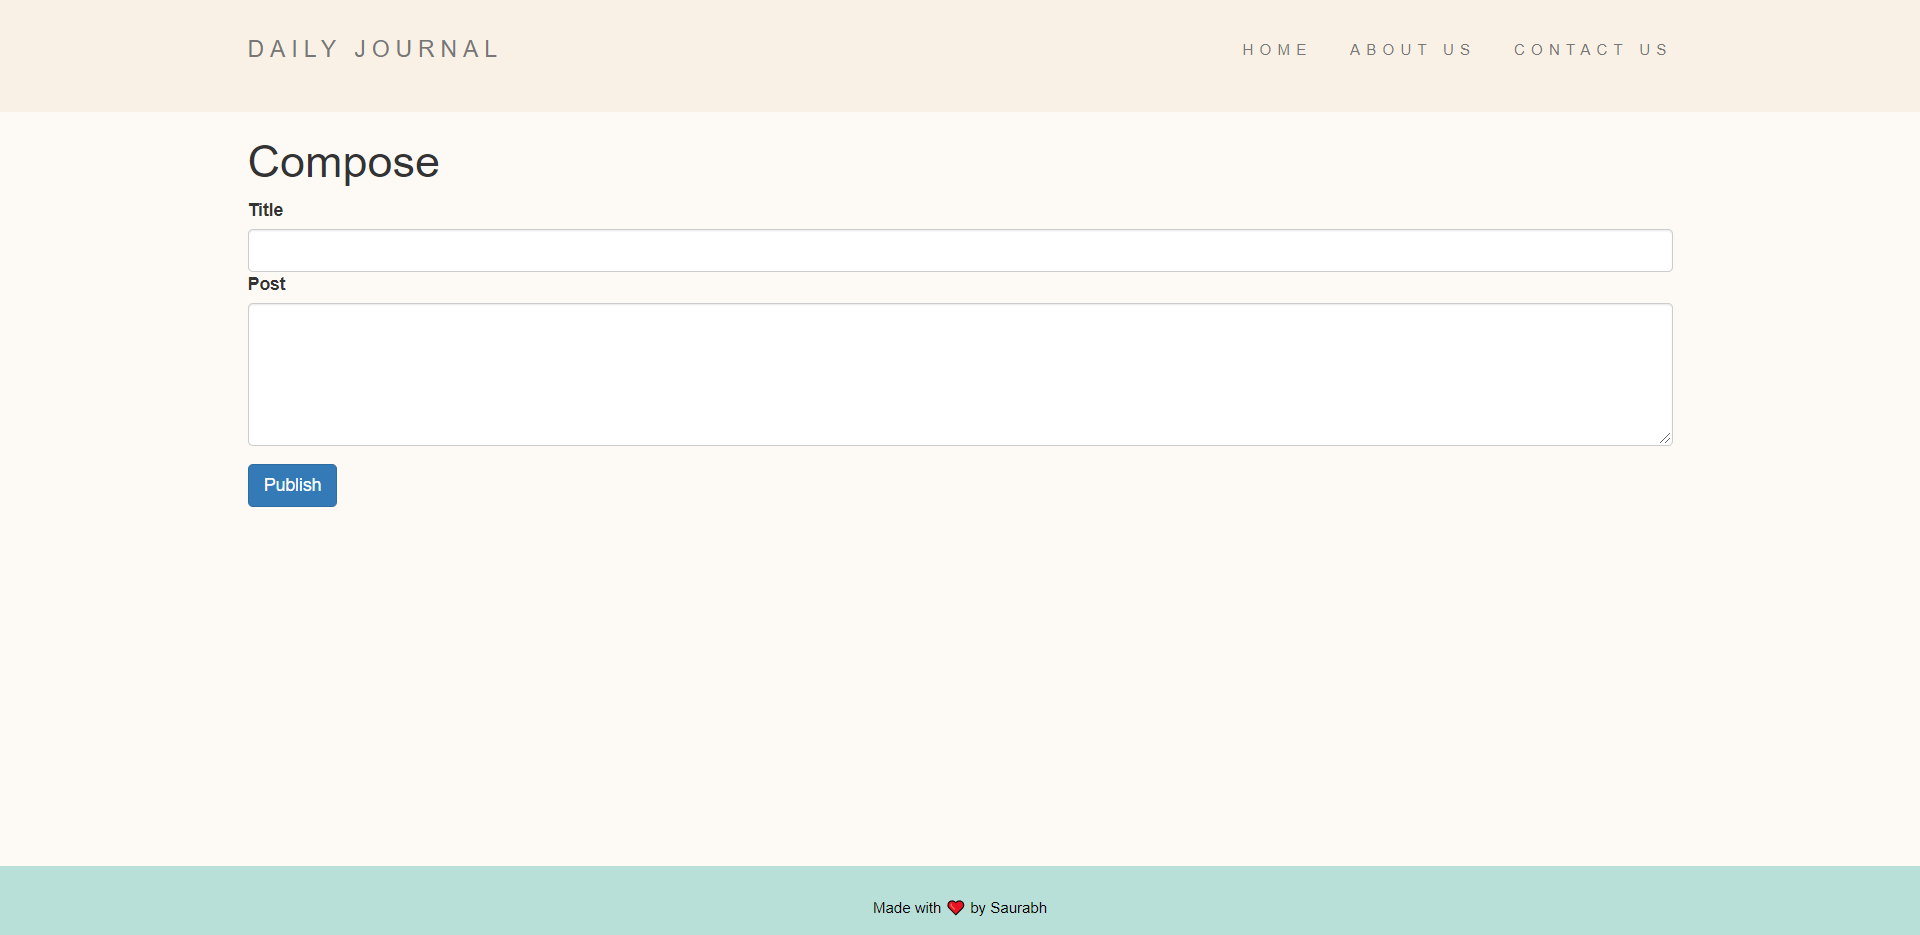 DAILY JOURNAL
HOME ABOUT US CONTACT US
Compose
Title
Post
Publish
Made with ❤ by Saurabh